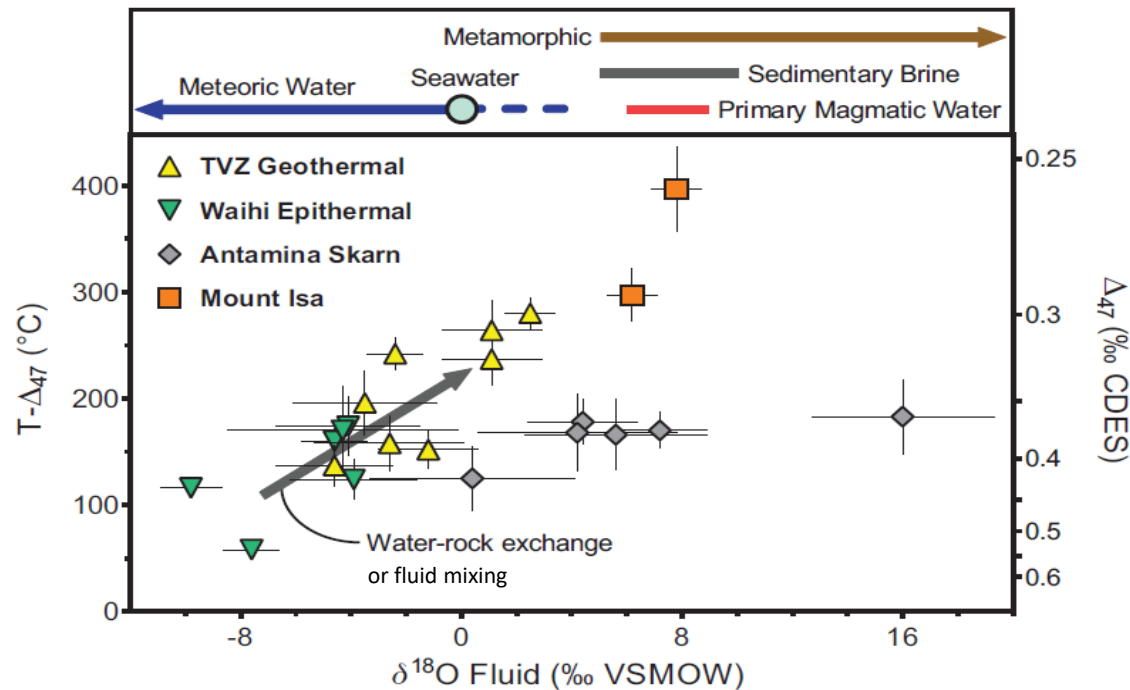 Metamorphic
Seawater
Meteoric Water
Sedimentary Brine
Primary Magmatic Water
TVZ Geothermal
Waihi Epithermal
Antamina Skarn
Mount Isa
Water-rock exchange
or fluid mixing
T-Δ₄₇ (°C)
400
300
200
100
0
Δ₄₇ (‰ CDES)
0.25
0.3
0.4
0.5
0.6
-8
0
8
16
δ¹⁸O Fluid (‰ VSMOW)